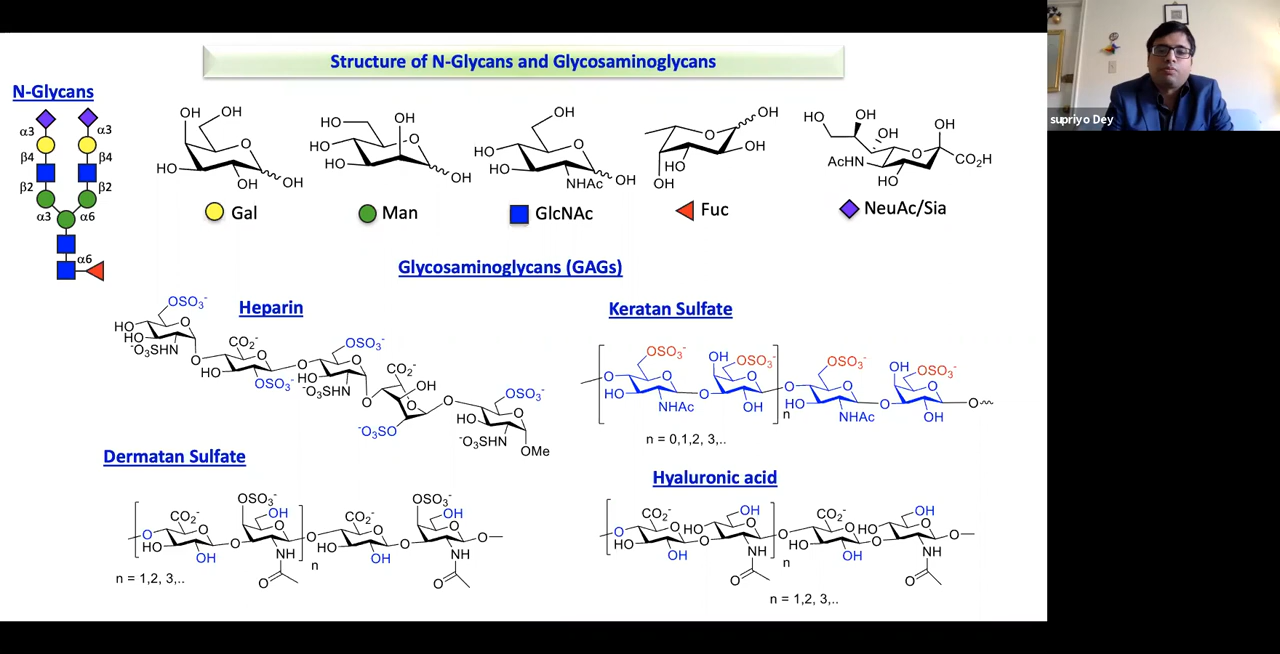 Structure of N-Glycans and Glycosaminoglycans
supriyo Dey
N-Glycans
α3
α3
β4
β4
β2
β2
α3
α6
α6
OH
OH
O
HO
OH
OH
Gal
HO
OH
HO
O
HO
OH
Man
OH
HO
O
HO
NHAc
OH
GlcNAc
O
OH
OH
HO
OH
Fuc
HO
OH
OH
OH
AcHN
O
CO₂H
HO
NeuAc/Sia
Glycosaminoglycans (GAGs)
Heparin
OSO₃⁻
HO
HO
O
⁻O₃SHN
O
CO₂⁻
O
HO
OSO₃⁻
O
OSO₃⁻
O
HO
⁻O₃SHN
O
CO₂⁻
OH
O
⁻O₃SO
O
OSO₃⁻
O
HO
⁻O₃SHN
OMe
Keratan Sulfate
OSO₃⁻
OH
OSO₃⁻
OSO₃⁻
OH
OSO₃⁻
O
O
O
O
O
O
HO
O
HO
O
O
NHAc
OH
n
NHAc
OH
n = 0,1,2, 3,..
Dermatan Sulfate
OSO₃⁻
OSO₃⁻
CO₂⁻
OH
CO₂⁻
OH
O
O
O
O
O
O
O
HO
O
HO
O
OH
NH
n
OH
NH
O
O
n = 1,2, 3,..
Hyaluronic acid
CO₂⁻
OH
CO₂⁻
OH
O
O
HO
O
O
O
HO
O
O
HO
O
HO
O
OH
NH
n
OH
NH
O
O
n = 1,2, 3,..